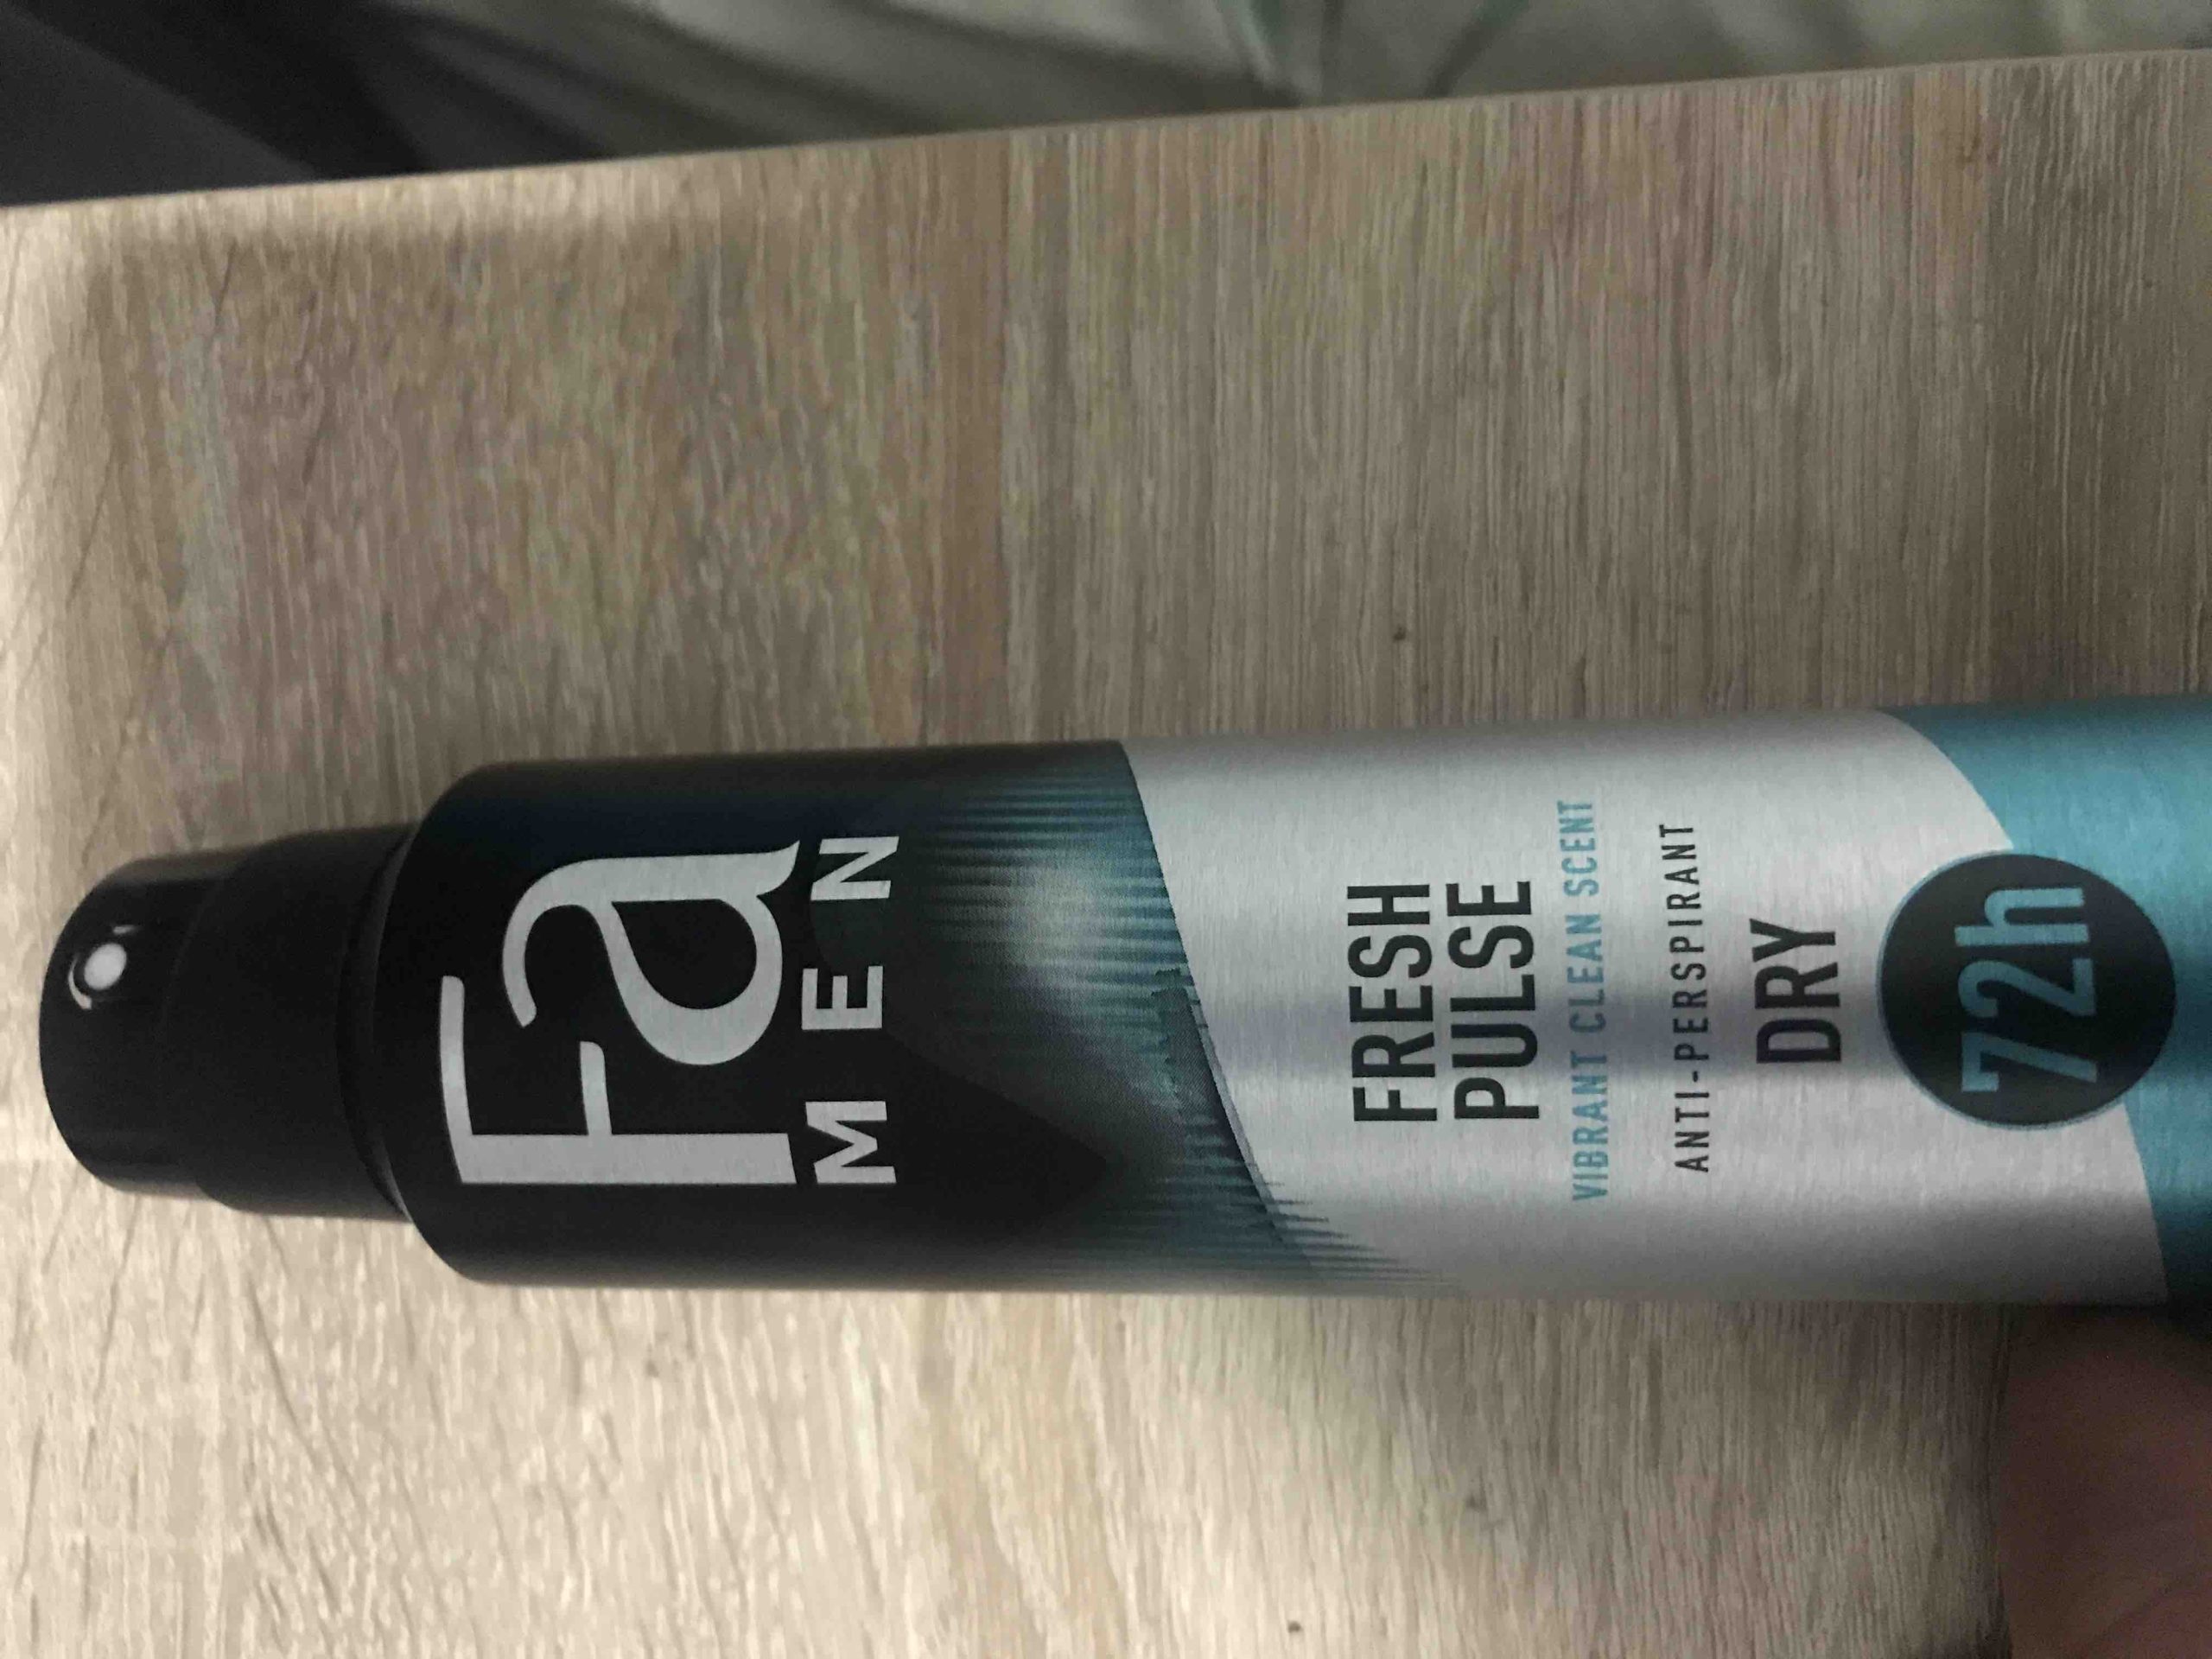 Fa
MEN
FRESH
PULSE
VIBRANT CLEAN SCENT
ANTI-PERSPIRANT
DRY
72h